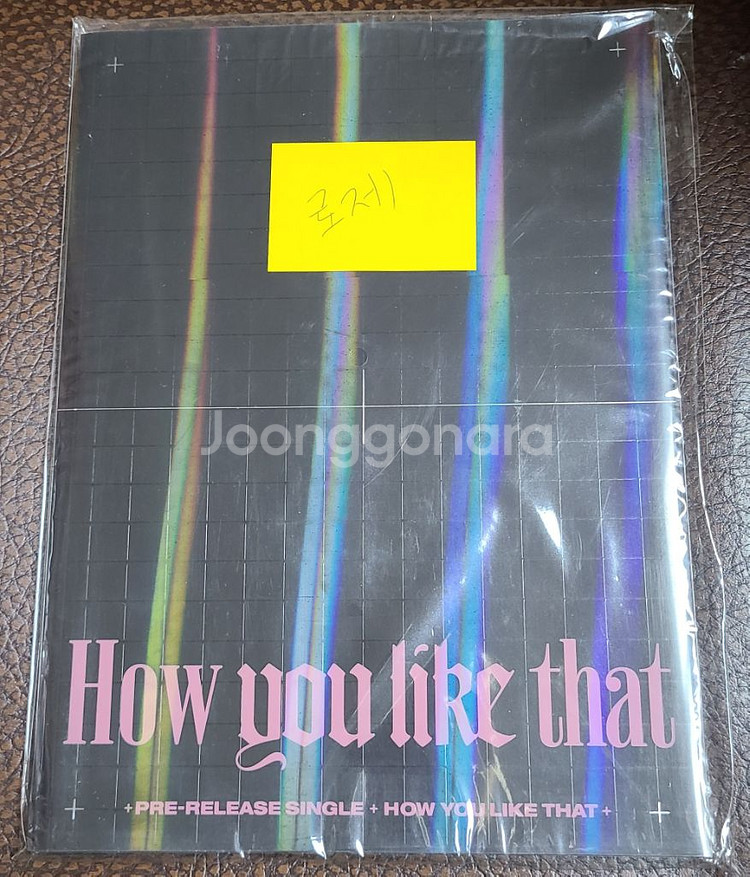 로제
Joonggonara
How you like that
+PRE-RELEASE SINGLE + HOW YOU LIKE THAT +